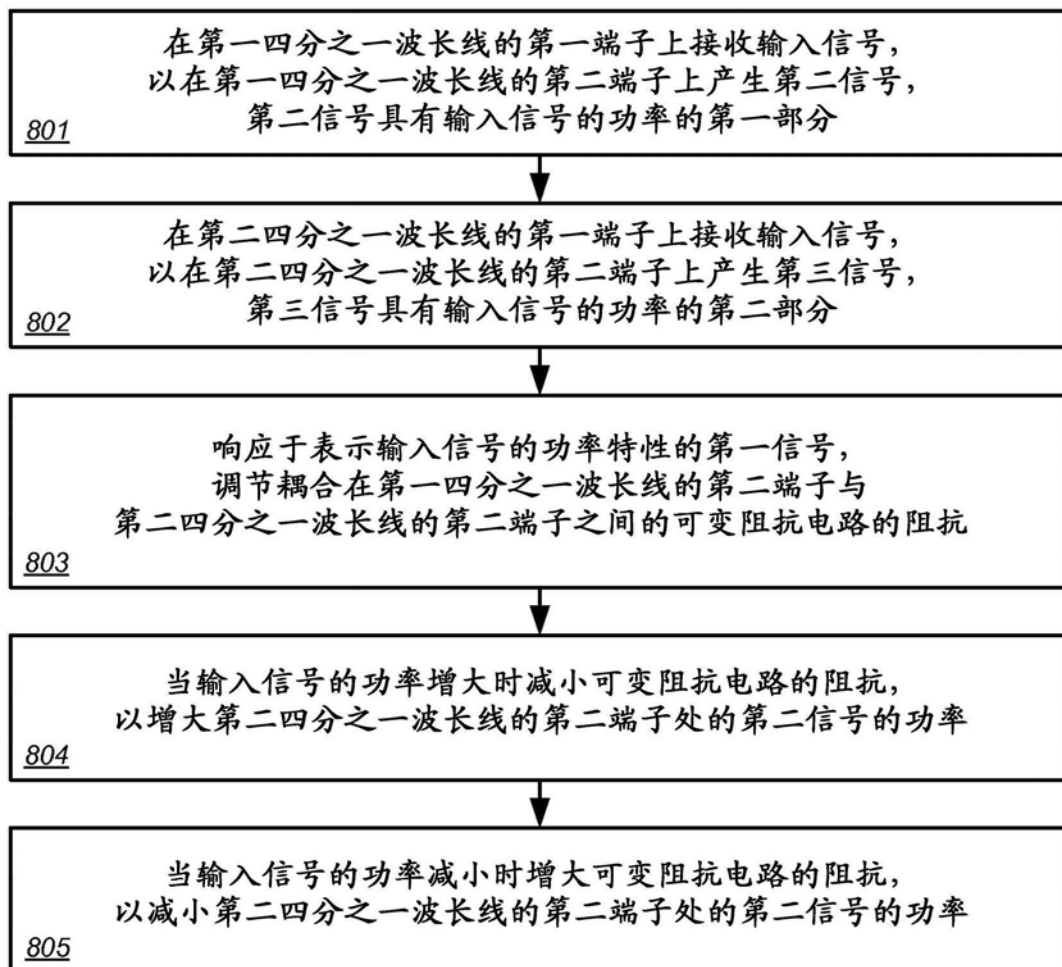 在第一四分之一波长线的第一端子上接收输入信号，
以在第一四分之一波长线的第二端子上产生第二信号，
第二信号具有输入信号的功率的第一部分
801
在第二四分之一波长线的第一端子上接收输入信号，
以在第二四分之一波长线的第二端子上产生第三信号，
第三信号具有输入信号的功率的第二部分
802
响应于表示输入信号的功率特性的第一信号，
调节耦合在第一四分之一波长线的第二端子与
第二四分之一波长线的第二端子之间的可变阻抗电路的阻抗
803
当输入信号的功率增大时减小可变阻抗电路的阻抗，
以增大第二四分之一波长线的第二端子处的第二信号的功率
804
当输入信号的功率减小时增大可变阻抗电路的阻抗，
以减小第二四分之一波长线的第二端子处的第二信号的功率
805